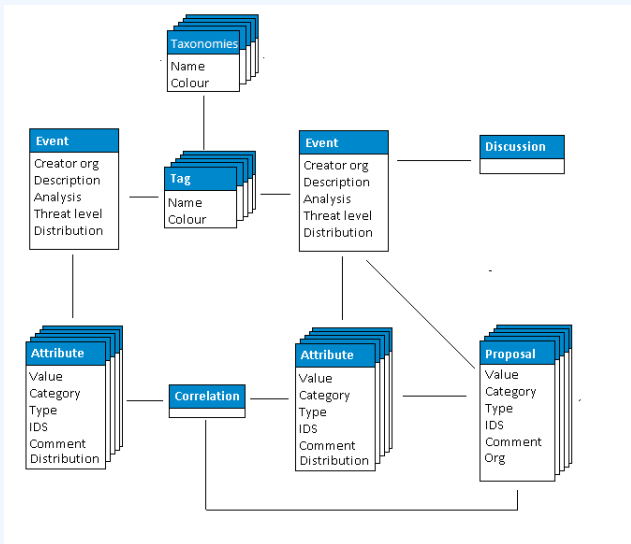 Taxonomies
Name
Colour
Event
Creator org
Description
Analysis
Threat level
Distribution
Tag
Name
Colour
Event
Creator org
Description
Analysis
Threat level
Distribution
Discussion
Attribute
Value
Category
Type
IDS
Comment
Distribution
Correlation
Attribute
Value
Category
Type
IDS
Comment
Distribution
Proposal
Value
Category
Type
IDS
Comment
Org